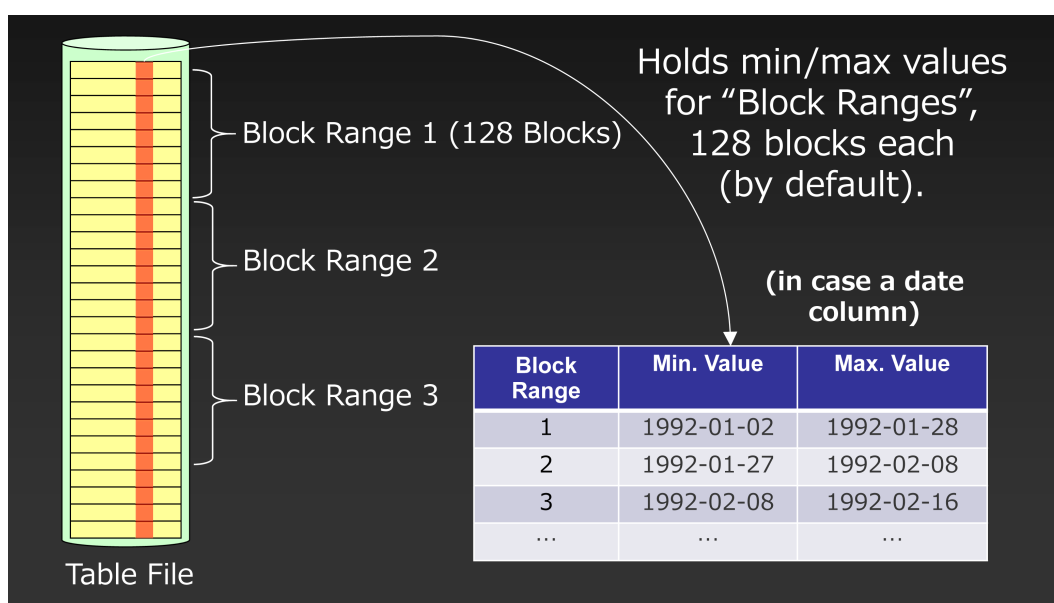 Holds min/max values
for “Block Ranges”,
128 blocks each
(by default).
Block Range 1 (128 Blocks)
Block Range 2
Block Range 3
(in case a date
column)
Block
Range
Min. Value
Max. Value
1 1992-01-02 1992-01-28
2 1992-01-27 1992-02-08
3 1992-02-08 1992-02-16
... ... ...
Table File